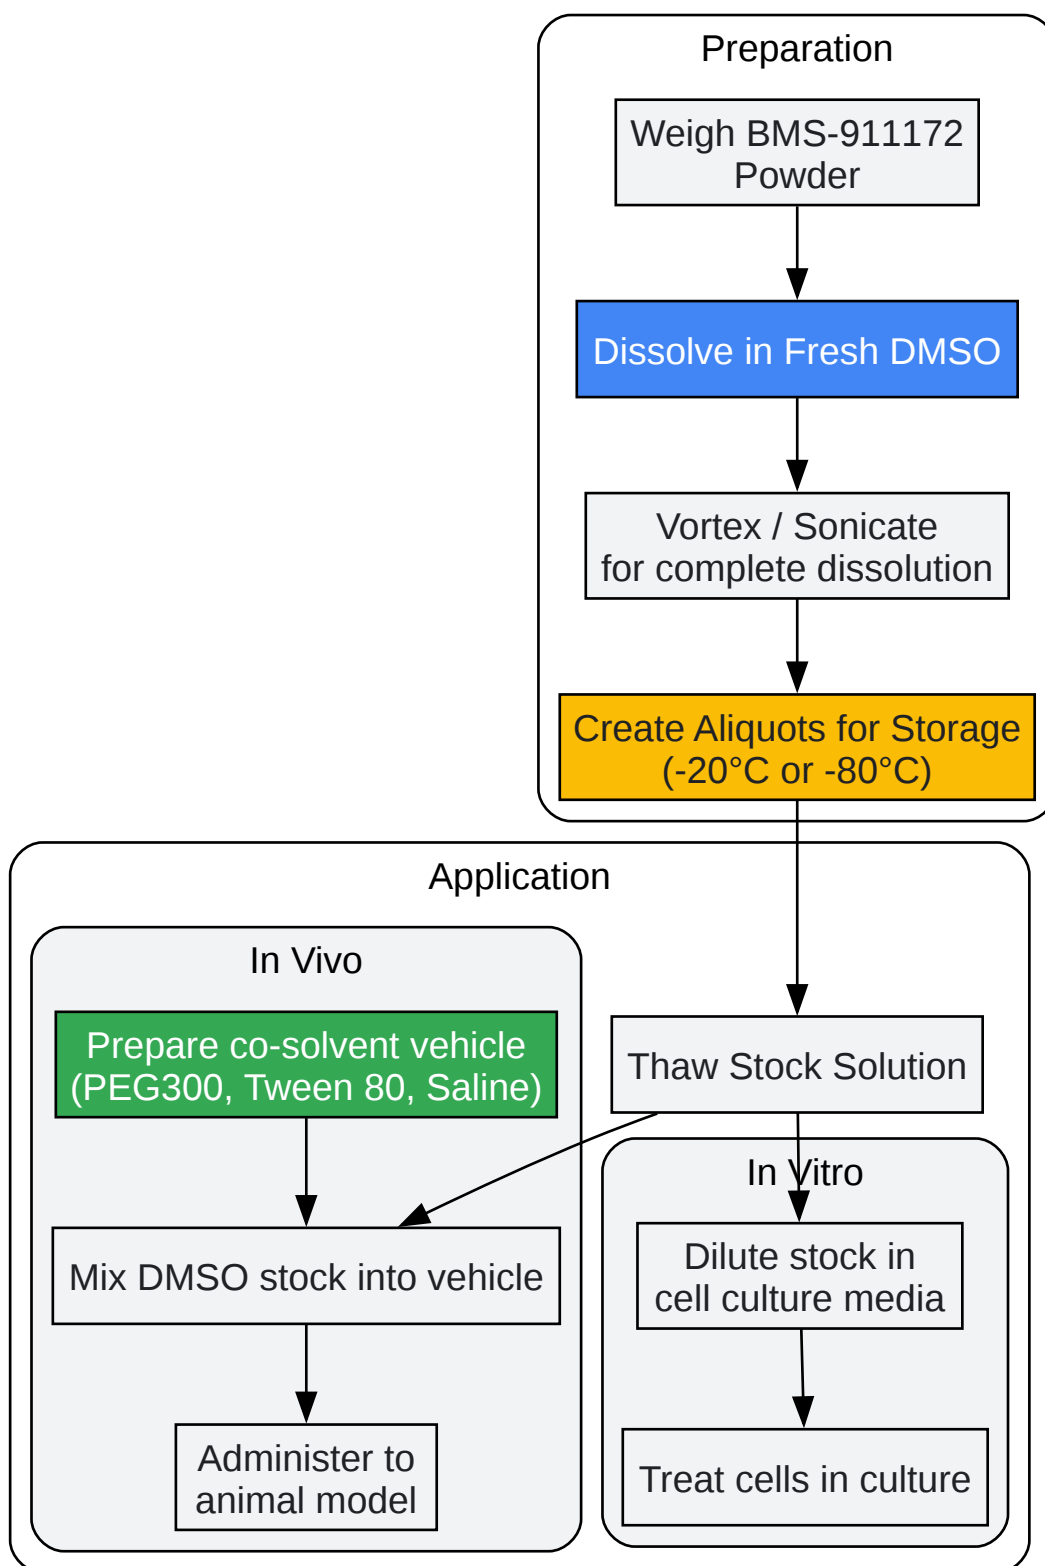 Preparation
Weigh BMS-911172
Powder
Dissolve in Fresh DMSO
Vortex / Sonicate
for complete dissolution
Create Aliquots for Storage
(-20°C or -80°C)
Application
In Vivo
Prepare co-solvent vehicle
(PEG300, Tween 80, Saline)
Mix DMSO stock into vehicle
Administer to
animal model
Thaw Stock Solution
In Vitro
Dilute stock in
cell culture media
Treat cells in culture